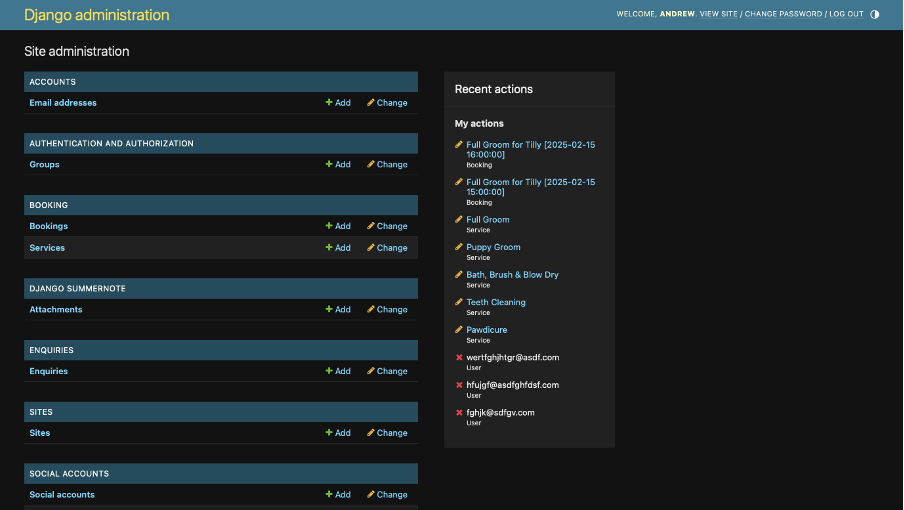 Django administration
WELCOME, ANDREW. VIEW SITE / CHANGE PASSWORD / LOG OUT
Site administration
ACCOUNTS
Email addresses Add Change
AUTHENTICATION AND AUTHORIZATION
Groups Add Change
BOOKING
Bookings Add Change
Services Add Change
DJANGO SUMMERNOTE
Attachments Add Change
ENQUIRIES
Enquiries Add Change
SITES
Sites Add Change
SOCIAL ACCOUNTS
Social accounts Add Change
Recent actions
My actions
Full Groom for Tilly [2025-02-15
16:00:00]
Booking
Full Groom for Tilly [2025-02-15
15:00:00]
Booking
Full Groom
Service
Puppy Groom
Service
Bath, Brush & Blow Dry
Service
Teeth Cleaning
Service
Pawdicure
Service
wertfghjhtgr@asdf.com
User
hfujgf@asdfghfdsf.com
User
fghjk@sdfgv.com
User